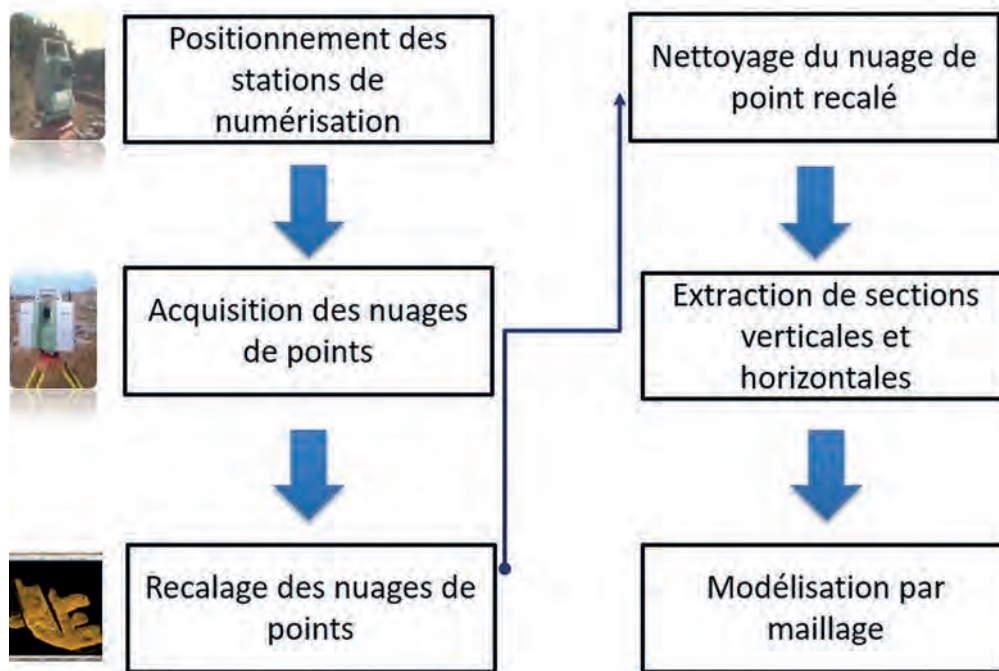 Positionnement des
stations de
numérisation
Acquisition des nuages
de points
Recalage des nuages de
points
Nettoyage du nuage de
point recalé
Extraction de sections
verticales et
horizontales
Modélisation par
maillage